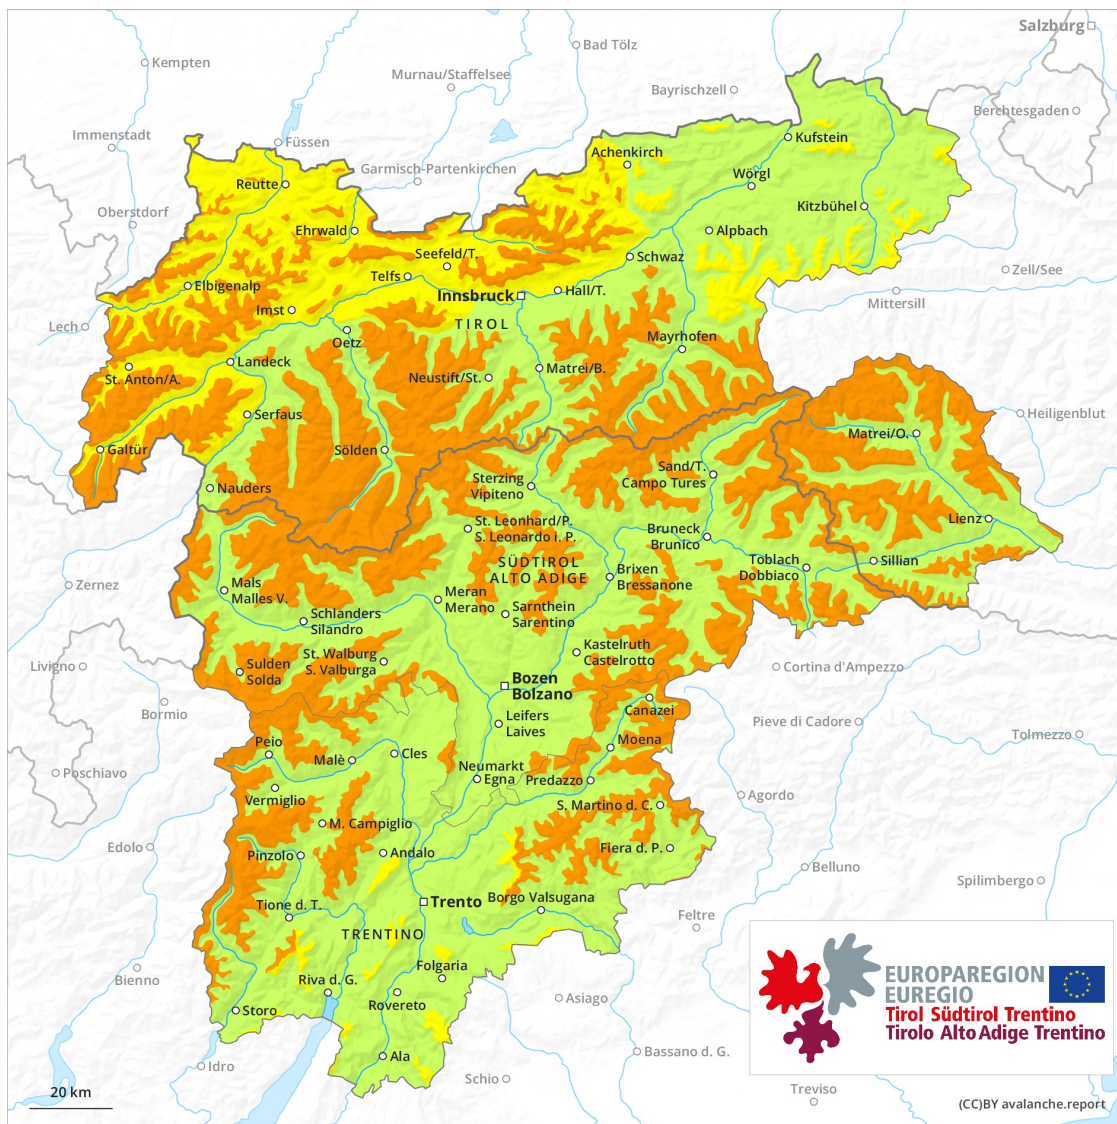 Salzburg
Bad Tölz
Kempten
Murnau/Staffelsee
Bayrischzell
Berchtesgaden
Immenstadt
Füssen
Kufstein
Achenkirch
Garmisch-Partenkirchen
Wörgl
Reutte
Oberstdorf
Kitzbühel
Ehrwald
Alpbach
Seefeld/T.
Schwaz
Telfs
Zell/See
Elbigenalp
Innsbruck
Hall/T.
Mittersill
Imst
TIROL
Lech
Oetz
Mayrhofen
Landeck
Matrei/B.
St. Anton/A.
Neustift/St.
Serfaus
Heiligenblut
Matrei/O.
Galtür
Sölden
Sand/T.
Campo Tures
Sterzing
Vipiteno
Nauders
Lienz
St. Leonhard/P.
S. Leonardo i. P.
Bruneck
Brunico
SÜDTIROL
ALTO ADIGE
Toblach
Dobbiaco
Sillian
Brixen
Bressanone
Zernez
Mals
Malles V.
Meran
Merano
Sarnthein
Sarentino
Schlanders
Silandro
Kastelruth
Castelrotto
St. Walburg
S. Valburga
Livigno
Sulden
Solda
Cortina d'Ampezzo
Bozen
Bolzano
Canazei
Bormio
Leifers
Laives
Pieve di Cadore
Moena
Tolmezzo
Peio
Cles
Malè
Poschiavo
Neumarkt
Egna
Predazzo
Vermiglio
Agordo
S. Martino d. C.
M. Campiglio
Edolo
Fiera d. P.
Pinzolo
Andalo
Belluno
Spilimbergo
Borgo Valsugana
Trento
Tione d. T.
Feltre
TRENTINO
Folgaria
Bienno
Riva d. G.
Rovereto
Asiago
Storo
Ala
Bassano d. G.
Idro
Schio
Treviso
EUROPAREGION
EUREGIO
Tirol Südtirol Trentino
Tirolo Alto Adige Trentino
20 km
(CC)BY avalanche.report